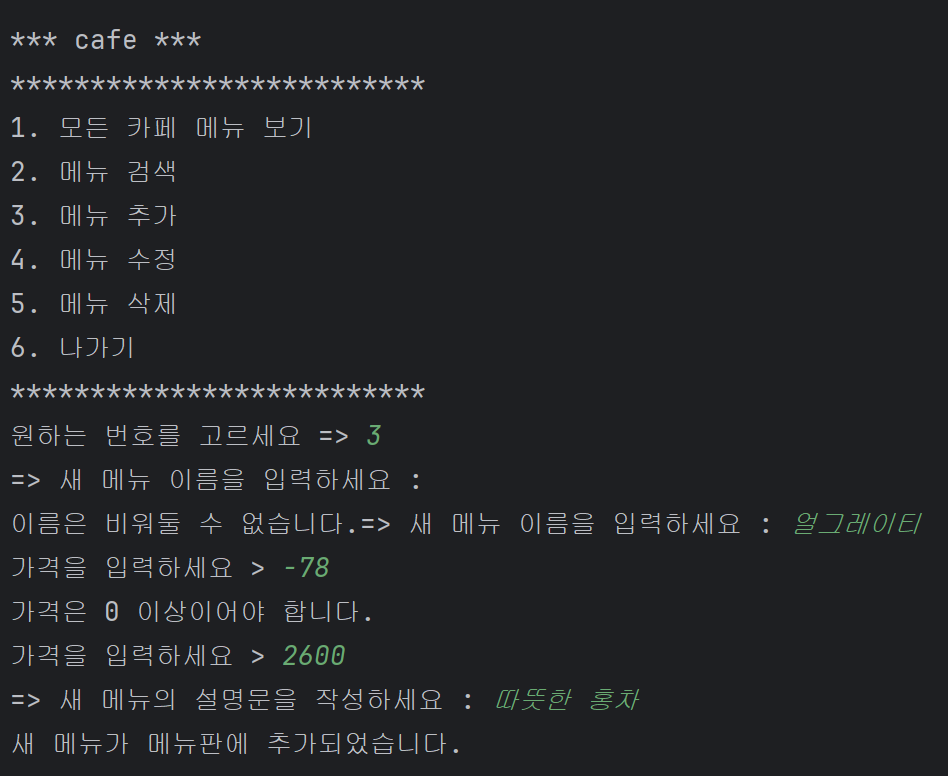 *** cafe ***
**************************
1. 모든 카페 메뉴 보기
2. 메뉴 검색
3. 메뉴 추가
4. 메뉴 수정
5. 메뉴 삭제
6. 나가기
**************************
원하는 번호를 고르세요 => 3
=> 새 메뉴 이름을 입력하세요 :
이름은 비워둘 수 없습니다.=> 새 메뉴 이름을 입력하세요 : 얼그레이티
가격을 입력하세요 > -78
가격은 0 이상이어야 합니다.
가격을 입력하세요 > 2600
=> 새 메뉴의 설명문을 작성하세요 : 따뜻한 홍차
새 메뉴가 메뉴판에 추가되었습니다.